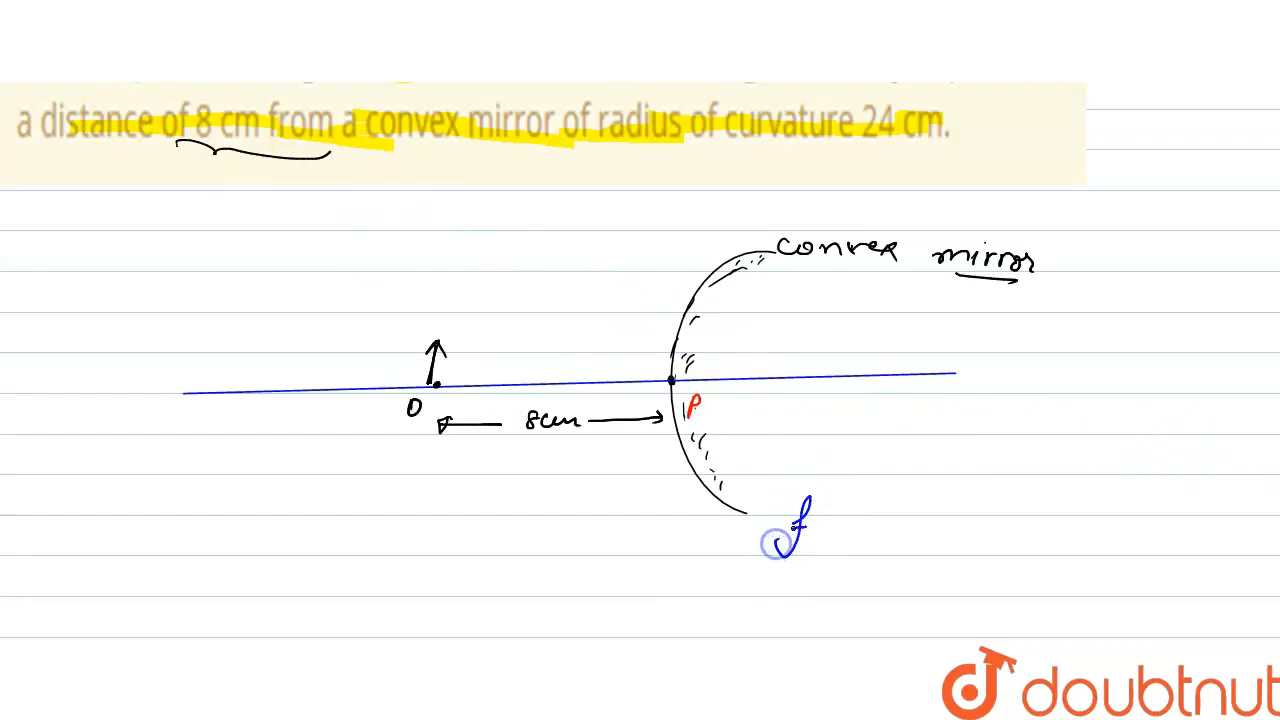 a distance of 8 cm from a convex mirror of radius of curvature 24 cm.
convex mirror
O
8cm
P
f
doubtnut